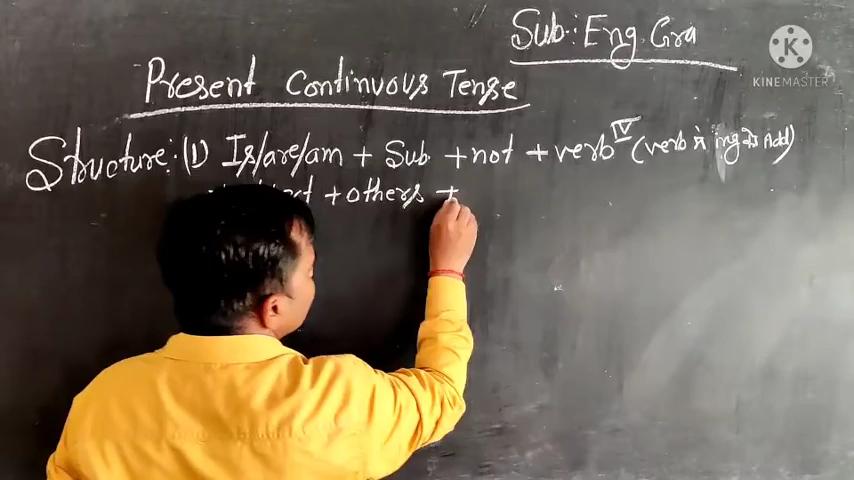 Sub: Eng. Gra
K
KINEMASTER
Present Continuous Tense
Structure: (1) Is/are/am + Sub + not + verb IV (verb में ing को Add)
+ others +